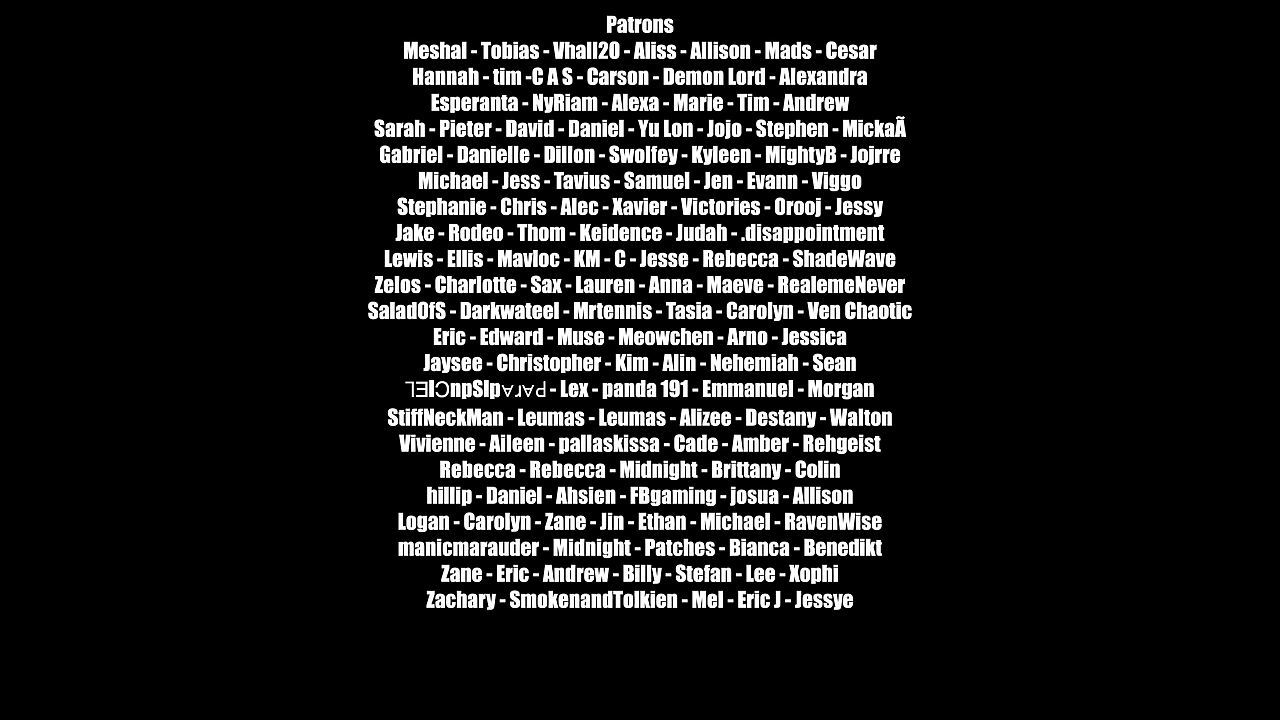 Patrons
Meshal - Tobias - Vhall20 - Aliss - Allison - Mads - Cesar
Hannah - tim -C A S - Carson - Demon Lord - Alexandra
Esperanta - NyRiam - Alexa - Marie - Tim - Andrew
Sarah - Pieter - David - Daniel - Yu Lon - Jojo - Stephen - MickaÃ
Gabriel - Danielle - Dillon - Swolfey - Kyleen - MightyB - Jojrre
Michael - Jess - Tavius - Samuel - Jen - Evann - Viggo
Stephanie - Chris - Alec - Xavier - Victories - Orooj - Jessy
Jake - Rodeo - Thom - Keidence - Judah - .disappointment
Lewis - Ellis - Mavloc - KM - C - Jesse - Rebecca - ShadeWave
Zelos - Charlotte - Sax - Lauren - Anna - Maeve - RealemeNever
SaladOfS - Darkwateel - Mrtennis - Tasia - Carolyn - Ven Chaotic
Eric - Edward - Muse - Meowchen - Arno - Jessica
Jaysee - Christopher - Kim - Alin - Nehemiah - Sean
⅂ƎIƆnpSIp∀ɹ∀Ԁ - Lex - panda 191 - Emmanuel - Morgan
StiffNeckMan - Leumas - Leumas - Alizee - Destany - Walton
Vivienne - Aileen - pallaskissa - Cade - Amber - Rehgeist
Rebecca - Rebecca - Midnight - Brittany - Colin
hillip - Daniel - Ahsien - FBgaming - josua - Allison
Logan - Carolyn - Zane - Jin - Ethan - Michael - RavenWise
manicmarauder - Midnight - Patches - Bianca - Benedikt
Zane - Eric - Andrew - Billy - Stefan - Lee - Xophi
Zachary - SmokenandTolkien - Mel - Eric J - Jessye